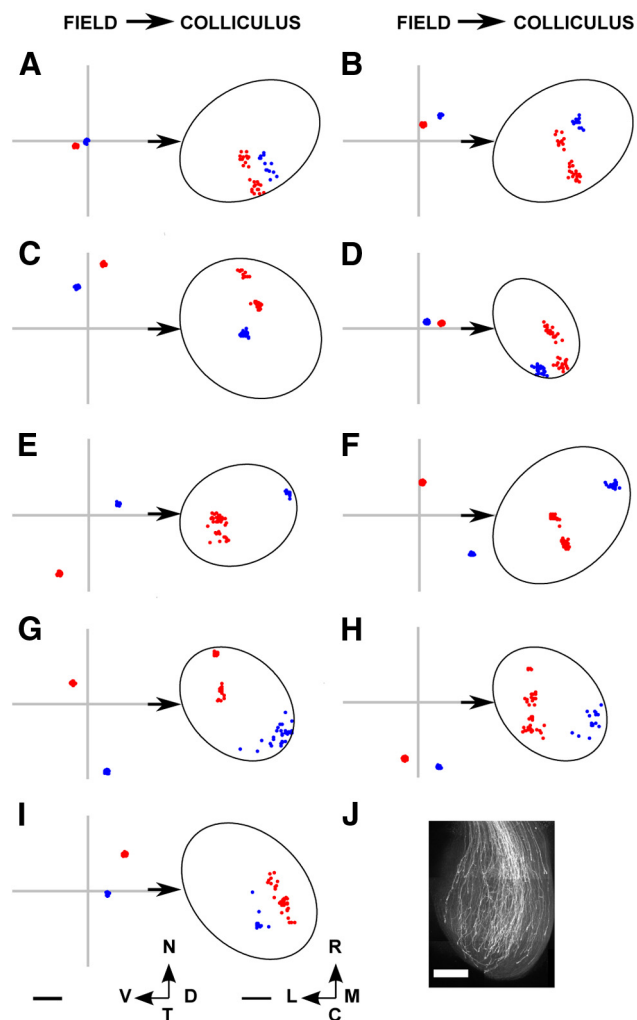 FIELD COLLICULUS FIELD COLLICULUS
A B
C D
E F
G H
I J
N R
V D L M
T C